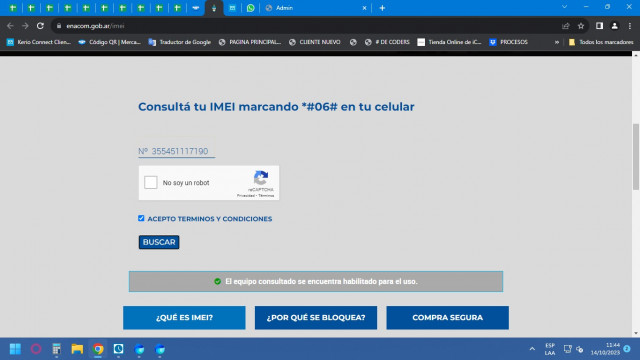 Admin
enacom.gob.ar/imei
Kerio Connect Clien...
Código QR | Merca...
Traductor de Google
PAGINA PRINCIPAL...
CLIENTE NUEVO
# DE CODERS
Tienda Online de iC...
PROCESOS
»
Todos los marcadores
Consultá tu IMEI marcando *#06# en tu celular
Nº 355451117190
No soy un robot
reCAPTCHA
Privacidad - Términos
ACEPTO TERMINOS Y CONDICIONES
BUSCAR
El equipo consultado se encuentra habilitado para el uso.
¿QUÉ ES IMEI?
¿POR QUÉ SE BLOQUEA?
COMPRA SEGURA
ESP
LAA
11:44
14/10/2023